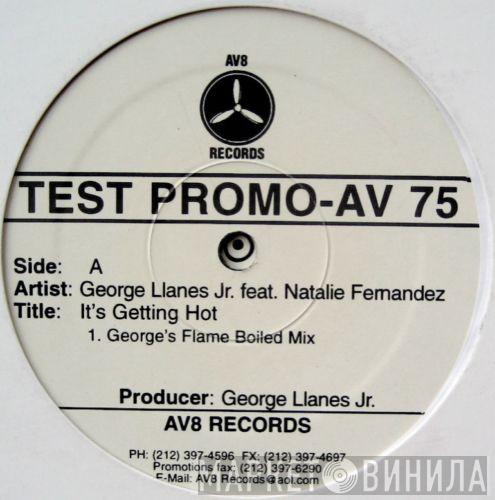 AV8
RECORDS
TEST PROMO-AV 75
Side: A
Artist: George Llanes Jr. feat. Natalie Fernandez
Title: It's Getting Hot
1. George's Flame Boiled Mix
Producer: George Llanes Jr.
AV8 RECORDS
PH: (212) 397-4596 FX: (212) 397-4697
Promotions fax: (212) 397-6290
E-Mail: AV8 Records@aol.com
МАРКЕТ ВИНИЛА